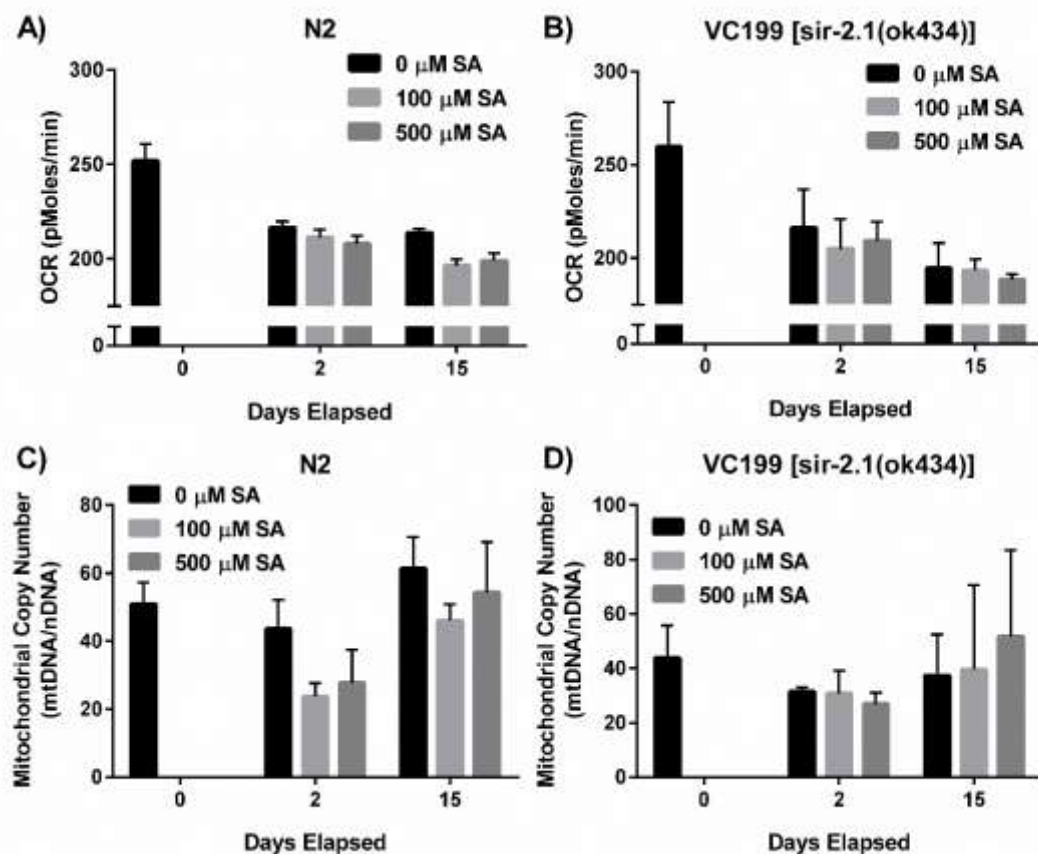 A)
N2
0 μM SA
100 μM SA
500 μM SA
300
250
200
0
OCR (pMoles/min)
0
2
15
Days Elapsed
B)
VC199 [sir-2.1(ok434)]
0 μM SA
100 μM SA
500 μM SA
300
250
200
0
OCR (pMoles/min)
0
2
15
Days Elapsed
C)
N2
0 μM SA
100 μM SA
500 μM SA
80
60
40
20
0
Mitochondrial Copy Number
(mtDNA/nDNA)
0
2
15
Days Elapsed
D)
VC199 [sir-2.1(ok434)]
0 μM SA
100 μM SA
500 μM SA
100
80
60
40
20
0
Mitochondrial Copy Number
(mtDNA/nDNA)
0
2
15
Days Elapsed